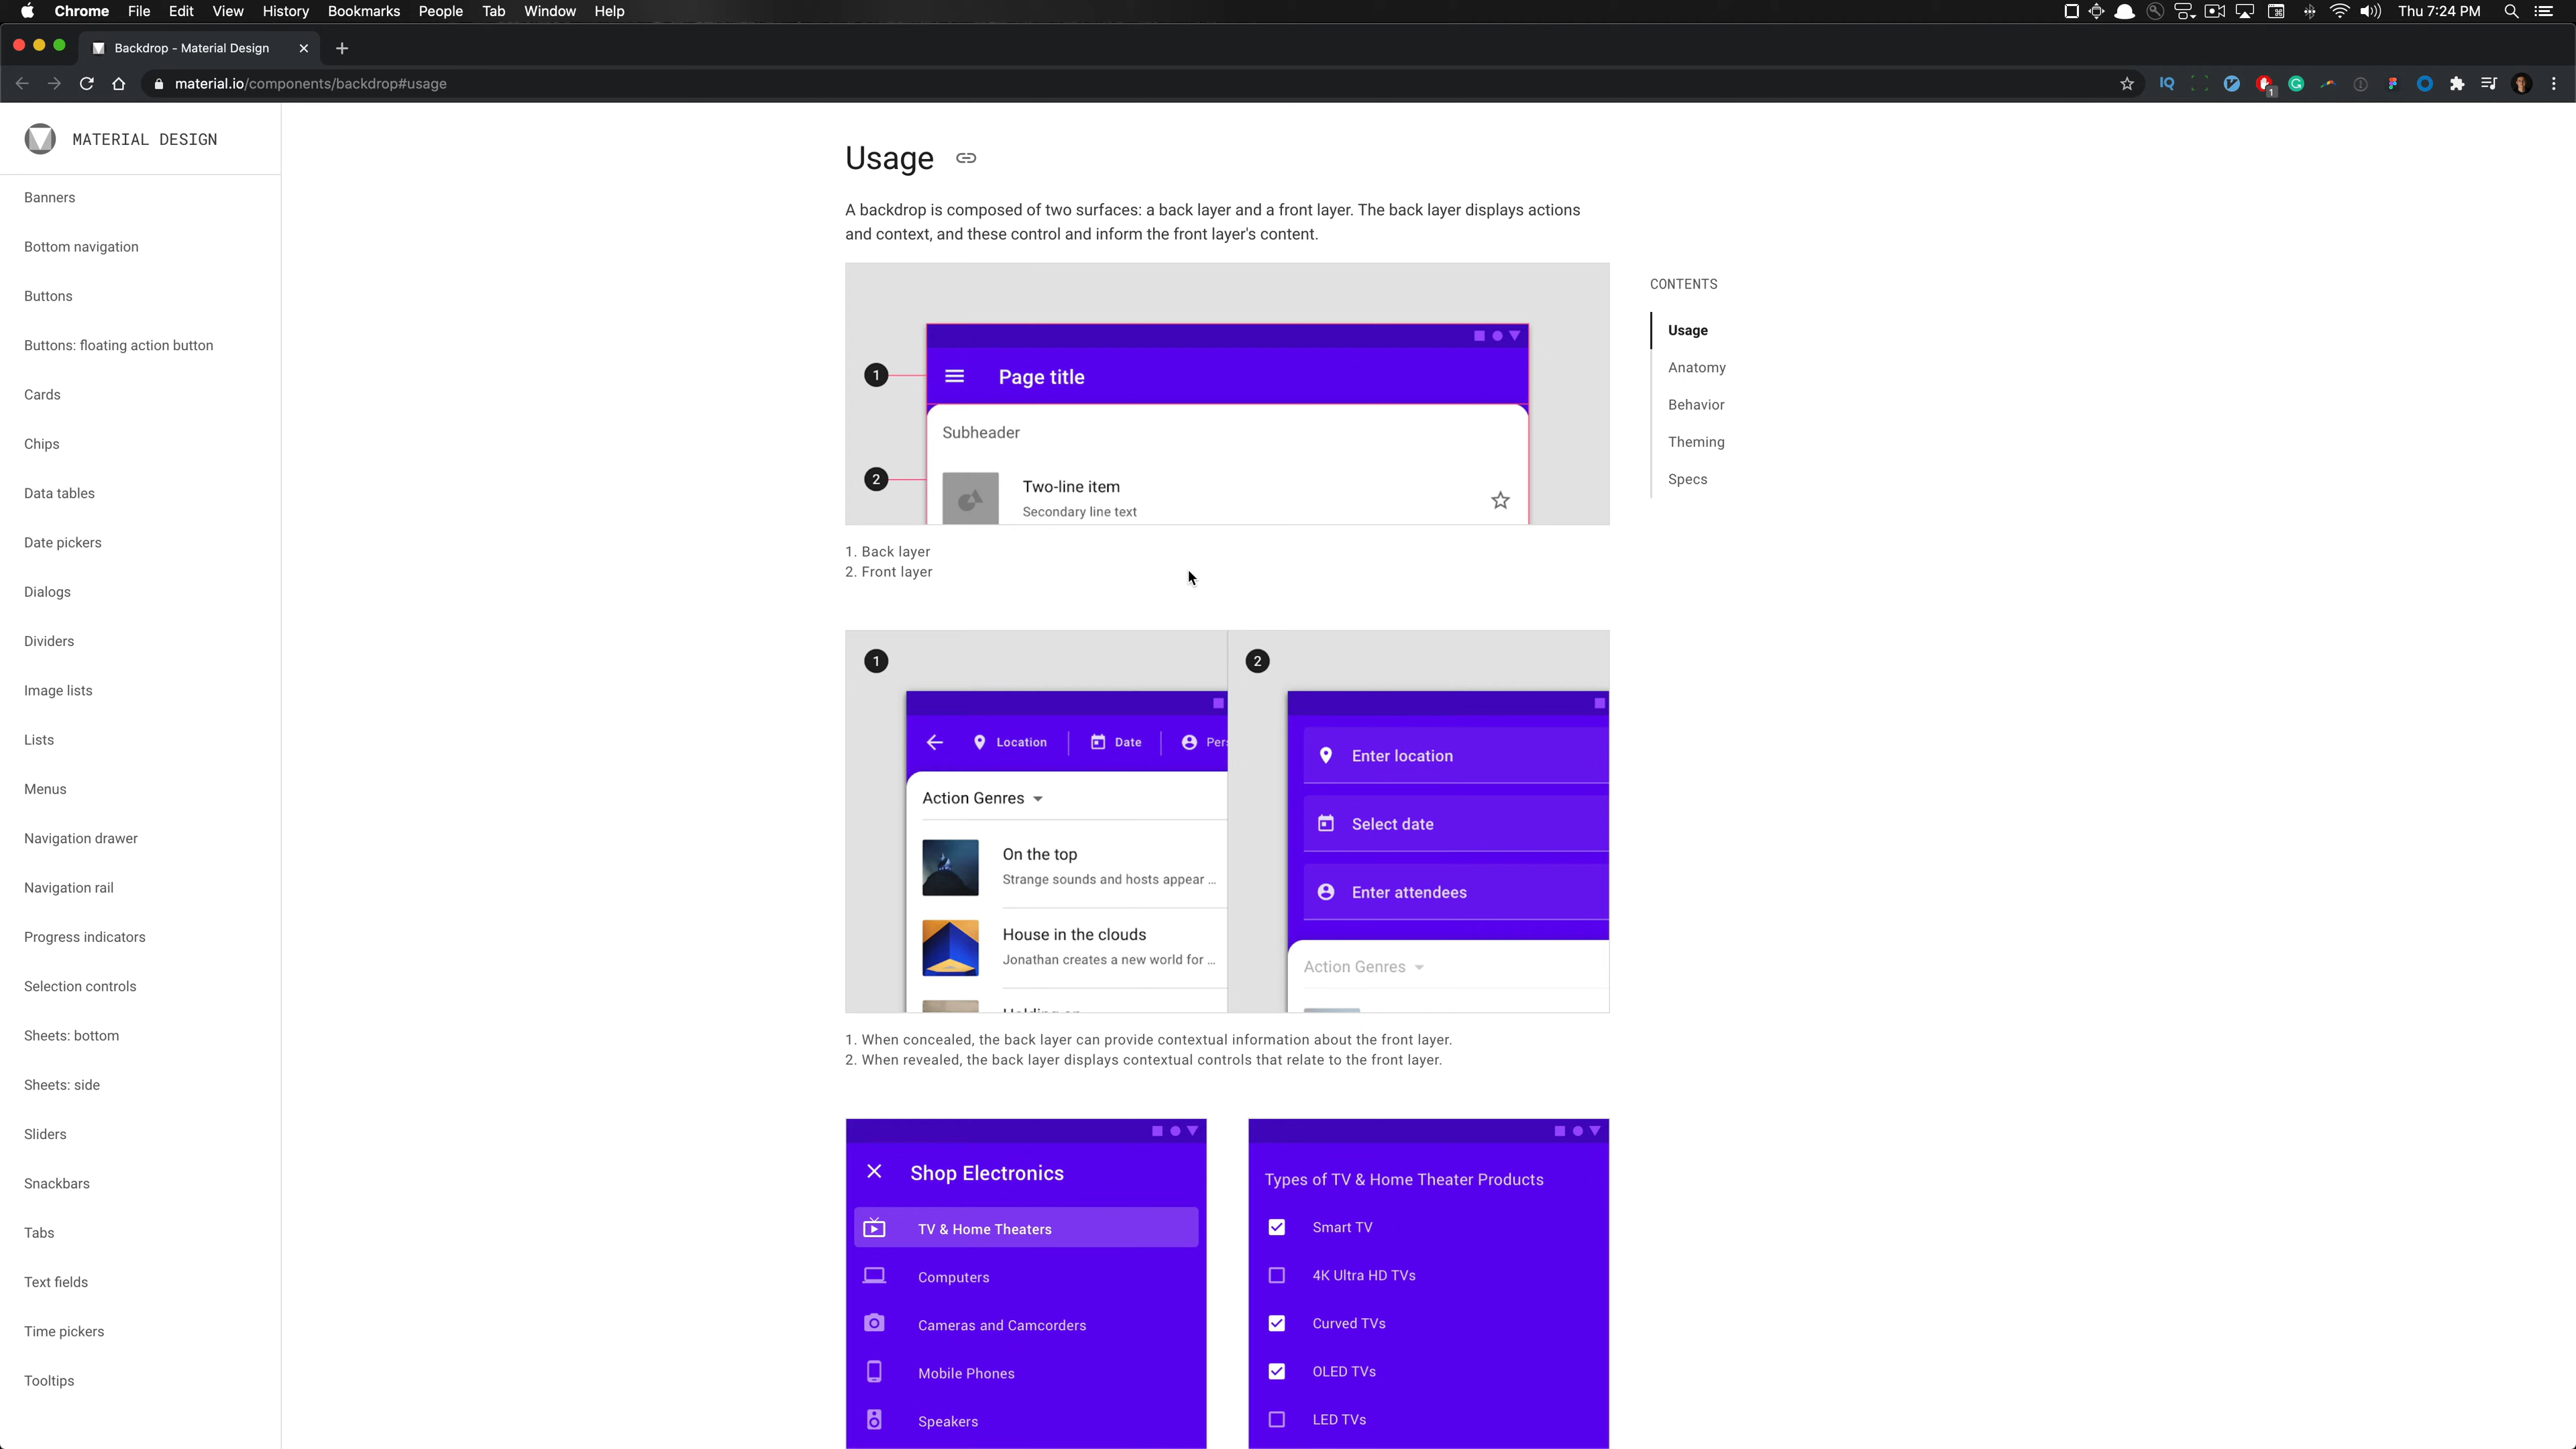 Chrome File Edit View History Bookmarks People Tab Window Help Thu 7:24 PM
Backdrop - Material Design
material.io/components/backdrop#usage
IQ
1
MATERIAL DESIGN
Banners
Bottom navigation
Buttons
Buttons: floating action button
Cards
Chips
Data tables
Date pickers
Dialogs
Dividers
Image lists
Lists
Menus
Navigation drawer
Navigation rail
Progress indicators
Selection controls
Sheets: bottom
Sheets: side
Sliders
Snackbars
Tabs
Text fields
Time pickers
Tooltips
Usage
A backdrop is composed of two surfaces: a back layer and a front layer. The back layer displays actions
and context, and these control and inform the front layer's content.
1
Page title
Subheader
2
Two-line item
Secondary line text
1. Back layer
2. Front layer
1
Location Date Pers
Action Genres
On the top
Strange sounds and hosts appear ...
House in the clouds
Jonathan creates a new world for ...
2
Enter location
Select date
Enter attendees
Action Genres
1. When concealed, the back layer can provide contextual information about the front layer.
2. When revealed, the back layer displays contextual controls that relate to the front layer.
Shop Electronics
TV & Home Theaters
Computers
Cameras and Camcorders
Mobile Phones
Speakers
Types of TV & Home Theater Products
Smart TV
4K Ultra HD TVs
Curved TVs
OLED TVs
LED TVs
CONTENTS
Usage
Anatomy
Behavior
Theming
Specs